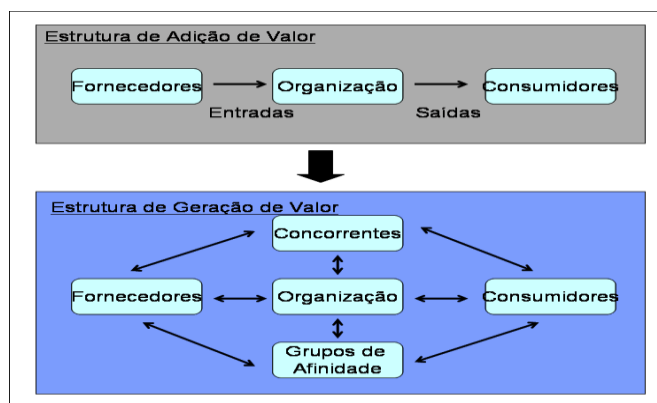 Estrutura de Adição de Valor
Fornecedores
Organização
Consumidores
Entradas
Saídas
Estrutura de Geração de Valor
Concorrentes
Fornecedores
Organização
Consumidores
Grupos de
Afinidade